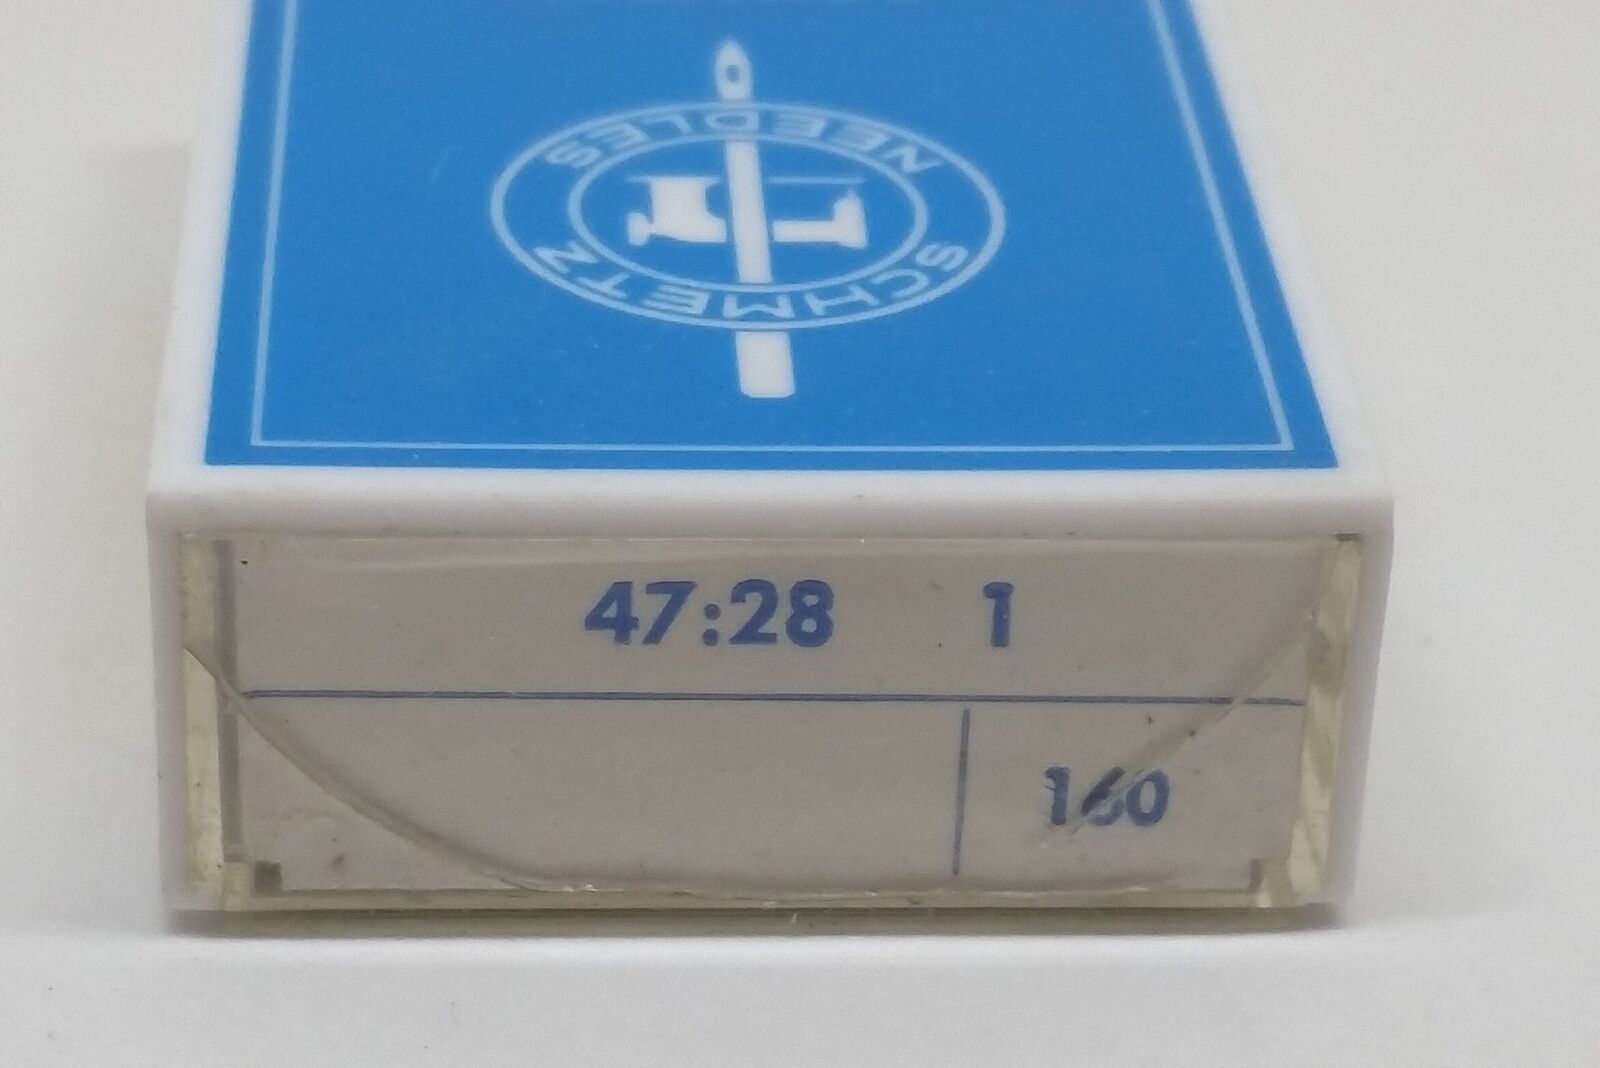 SCHMETZ
NEEDLES
47:28 1
160